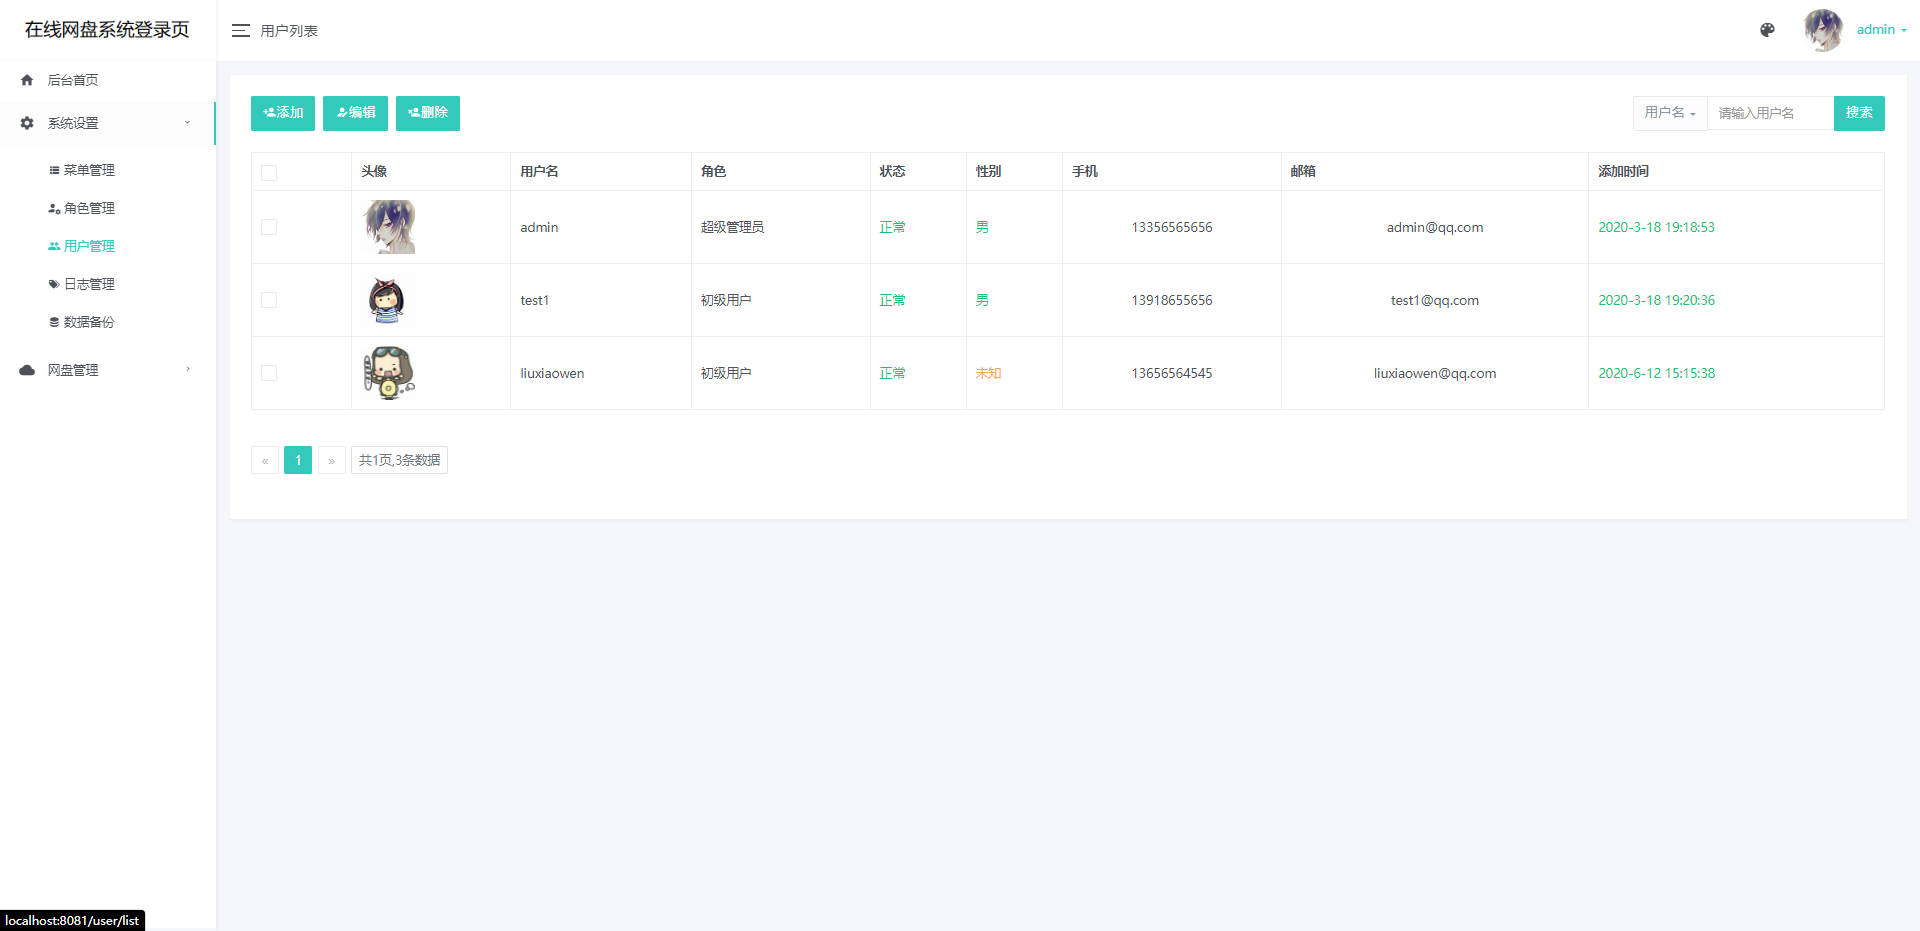 在线网盘系统登录页
用户列表
admin
后台首页
系统设置
菜单管理
角色管理
用户管理
日志管理
数据备份
网盘管理
添加 编辑 删除
用户名 请输入用户名 搜索
头像 用户名 角色 状态 性别 手机 邮箱 添加时间
admin 超级管理员 正常 男 13356565656 admin@qq.com 2020-3-18 19:18:53
test1 初级用户 正常 男 13918655656 test1@qq.com 2020-3-18 19:20:36
liuxiaowen 初级用户 正常 未知 13656564545 liuxiaowen@qq.com 2020-6-12 15:15:38
« 1 » 共1页,3条数据
localhost:8081/user/list